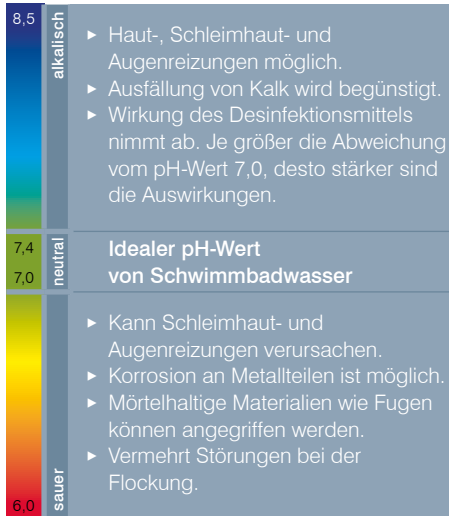 8,5
alkalisch
▸ Haut-, Schleimhaut- und
Augenreizungen möglich.
▸ Ausfällung von Kalk wird begünstigt.
▸ Wirkung des Desinfektionsmittels
nimmt ab. Je größer die Abweichung
vom pH-Wert 7,0, desto stärker sind
die Auswirkungen.
7,4
7,0
neutral
Idealer pH-Wert
von Schwimmbadwasser
▸ Kann Schleimhaut- und
Augenreizungen verursachen.
▸ Korrosion an Metallteilen ist möglich.
▸ Mörtelhaltige Materialien wie Fugen
können angegriffen werden.
▸ Vermehrt Störungen bei der
Flockung.
sauer
6,0